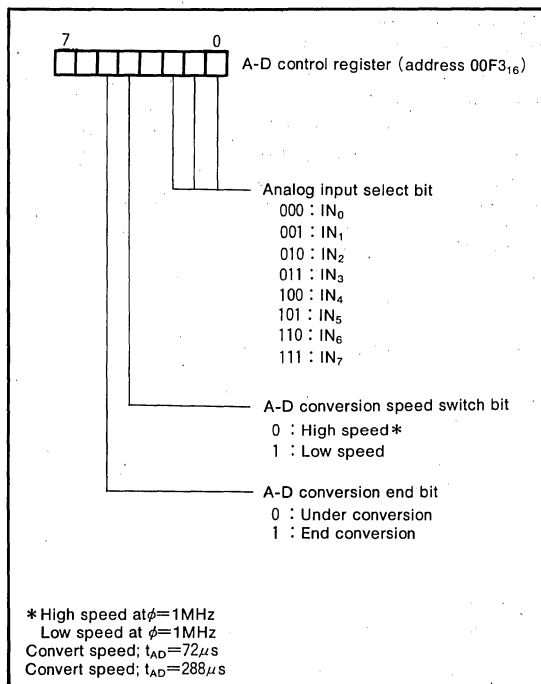 7 0
A-D control register (address 00F3₁₆)
Analog input select bit
000 : IN₀
001 : IN₁
010 : IN₂
011 : IN₃
100 : IN₄
101 : IN₅
110 : IN₆
111 : IN₇
A-D conversion speed switch bit
0 : High speed*
1 : Low speed
A-D conversion end bit
0 : Under conversion
1 : End conversion
* High speed at ϕ=1MHz
Low speed at ϕ=1MHz
Convert speed; tAD=72μs
Convert speed; tAD=288μs